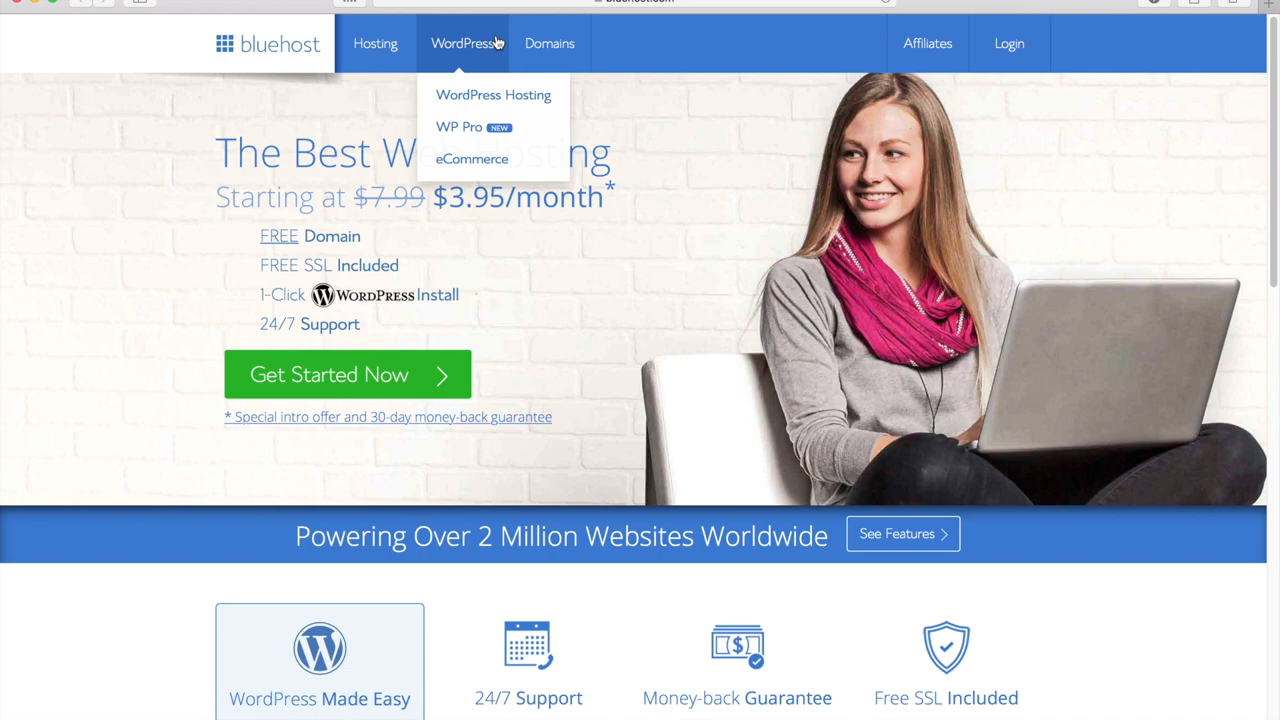 bluehost
Hosting
WordPress
Domains
Affiliates
Login
WordPress Hosting
WP Pro NEW
eCommerce
The Best Web Hosting
Starting at $7.99 $3.95/month*
FREE Domain
FREE SSL Included
1-Click WORDPRESS Install
24/7 Support
Get Started Now
* Special intro offer and 30-day money-back guarantee
Powering Over 2 Million Websites Worldwide
See Features
WordPress Made Easy
24/7 Support
Money-back Guarantee
Free SSL Included